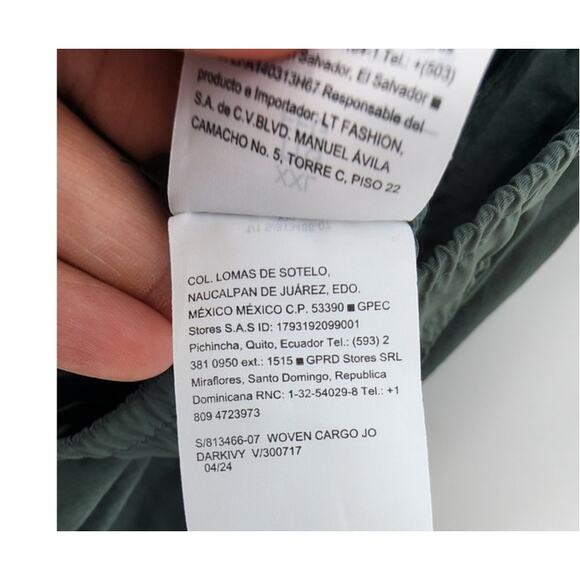 Tel.: +(503)
Salvador, El Salvador ■
producto e Importador: LT FASHION,
S.A. de C.V.BLVD. MANUEL ÁVILA
CAMACHO No. 5, TORRE C, PISO 22
COL. LOMAS DE SOTELO,
NAUCALPAN DE JUÁREZ, EDO.
MÉXICO MÉXICO C.P. 53390 ■ GPEC
Stores S.A.S ID: 1793192099001
Pichincha, Quito, Ecuador Tel.: (593) 2
381 0950 ext.: 1515 ■ GPRD Stores SRL
Miraflores, Santo Domingo, Republica
Dominicana RNC: 1-32-54029-8 Tel.: +1
809 4723973
S/813466-07 WOVEN CARGO JO
DARKIVY V/300717
04/24